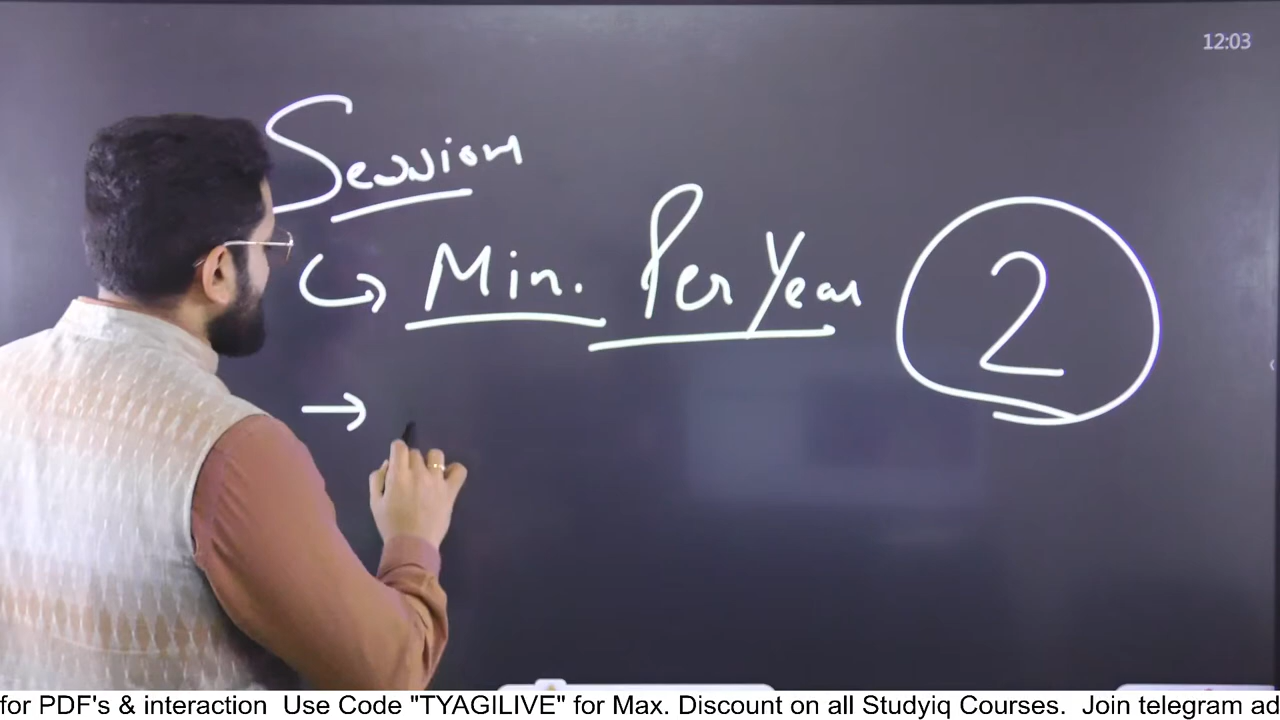 12:03
Session
Min. Per Year 2
for PDF's & interaction Use Code "TYAGILIVE" for Max. Discount on all Studyiq Courses. Join telegram ad